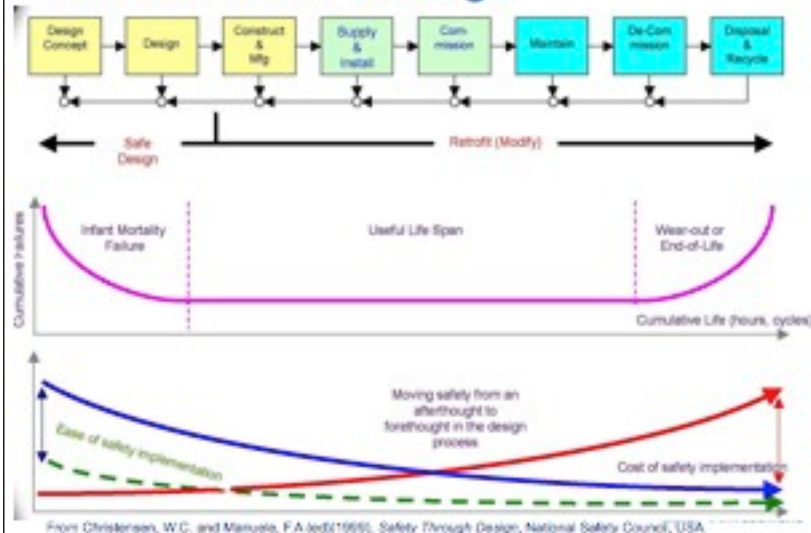 Design
Concept
Design
Construct
&
Mfg
Supply
&
Install
Com-
mission
Maintain
De-Com
mission
Disposal
&
Recycle
Safe
Design
Retrofit (Modify)
Cumulative Failures
Infant Mortality
Failure
Useful Life Span
Wear-out or
End-of-Life
Cumulative Life (hours, cycles)
Moving safety from an
afterthought to
forethought in the design
process
Ease of safety implementation
Cost of safety implementation
From Christensen, W.C. and Manuele, F.A (ed)(1999), Safety Through Design, National Safety Council, USA